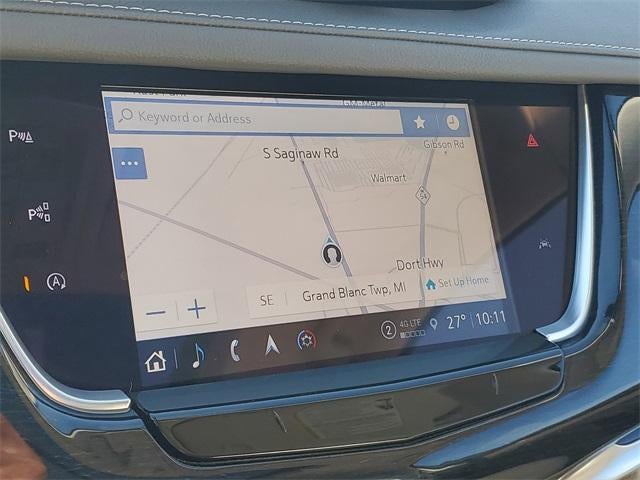 Keyword or Address
S Saginaw Rd
Gibson Rd
Walmart
54
Dort Hwy
Set Up Home
SE
Grand Blanc Twp, MI
2
4G LTE
27°
10:11
P
P
A